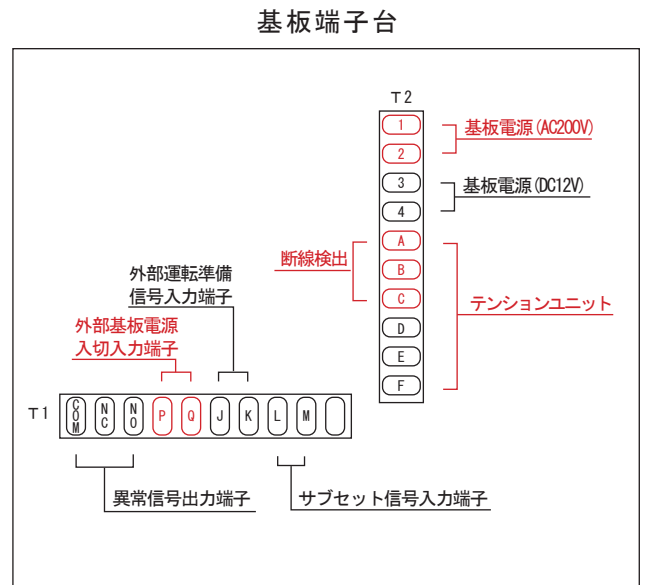 基板端子台
T2
1
基板電源(AC200V)
2
3
基板電源(DC12V)
4
A
断線検出
B
C
テンションユニット
D
E
F
外部運転準備
信号入力端子
外部基板電源
入切入力端子
T1
COM NC NO P Q J K L M
異常信号出力端子
サブセット信号入力端子